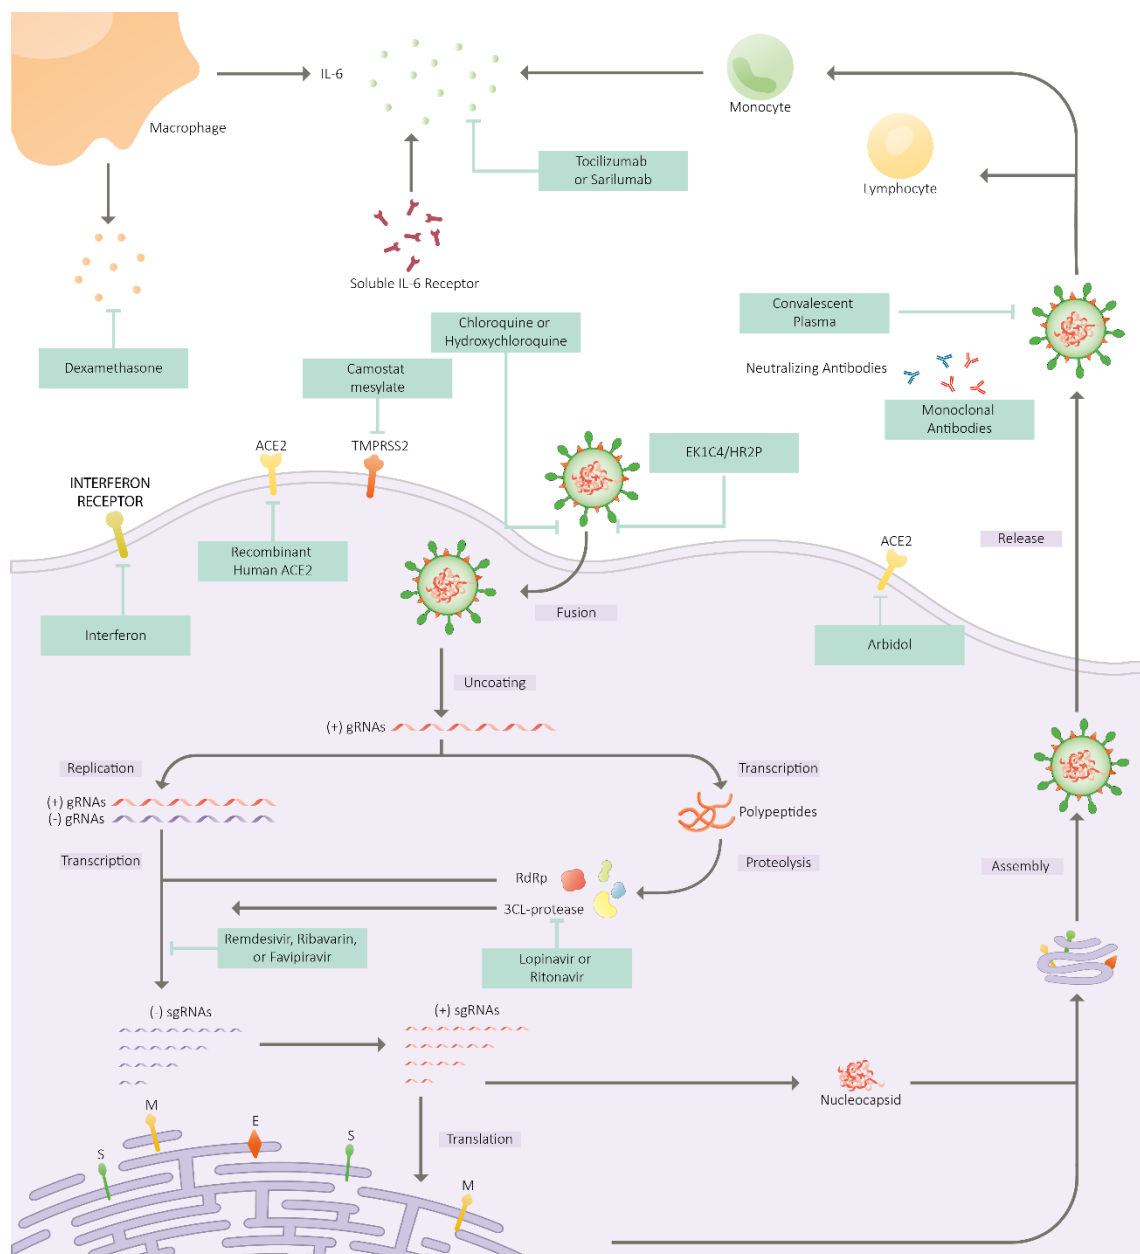 IL-6
Monocyte
Macrophage
Tocilizumab
or Sarilumab
Lymphocyte
Soluble IL-6 Receptor
Convalescent
Plasma
Chloroquine or
Hydroxychloroquine
Dexamethasone
Camostat
mesylate
Neutralizing Antibodies
Monoclonal
Antibodies
ACE2
TMPRSS2
EK1C4/HR2P
INTERFERON
RECEPTOR
Recombinant
Human ACE2
ACE2
Release
Fusion
Interferon
Arbidol
Uncoating
(+) gRNAs
Replication
Transcription
(+) gRNAs
(-) gRNAs
Polypeptides
Transcription
Proteolysis
Assembly
RdRp
3CL-protease
Remdesivir, Ribavarin,
or Favipiravir
Lopinavir or
Ritonavir
(-) sgRNAs
(+) sgRNAs
Nucleocapsid
M
E
S
S
Translation
M